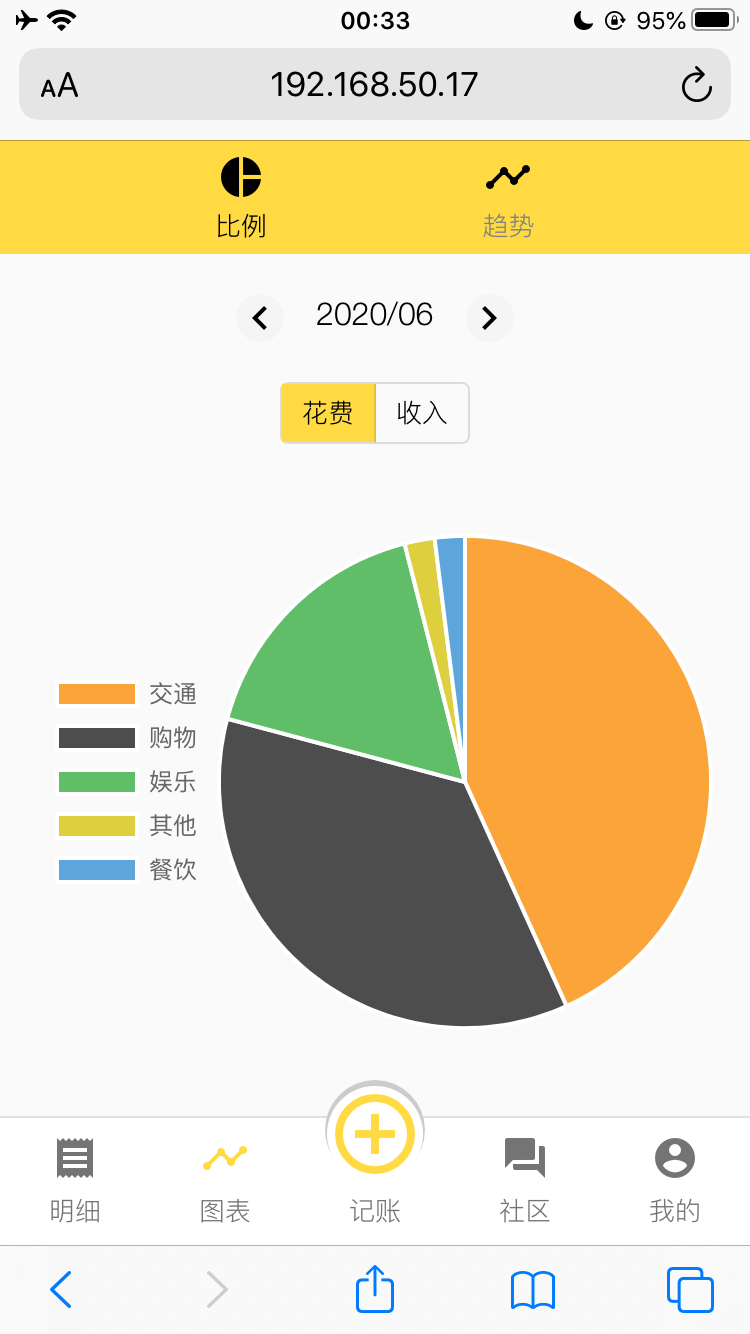 00:33
95%
AA
192.168.50.17
比例
趋势
2020/06
花费
收入
交通
购物
娱乐
其他
餐饮
明细
图表
记账
社区
我的